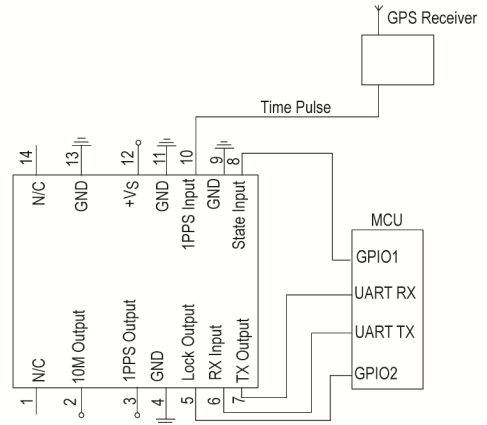 GPS Receiver
Time Pulse
14
13
12
11
10
9
8
N/C
GND
+VS
GND
1PPS Input
GND
State Input
MCU
GPIO1
UART RX
UART TX
GPIO2
N/C
10M Output
1PPS Output
GND
Lock Output
RX Input
TX Output
1
2
3
4
5
6
7